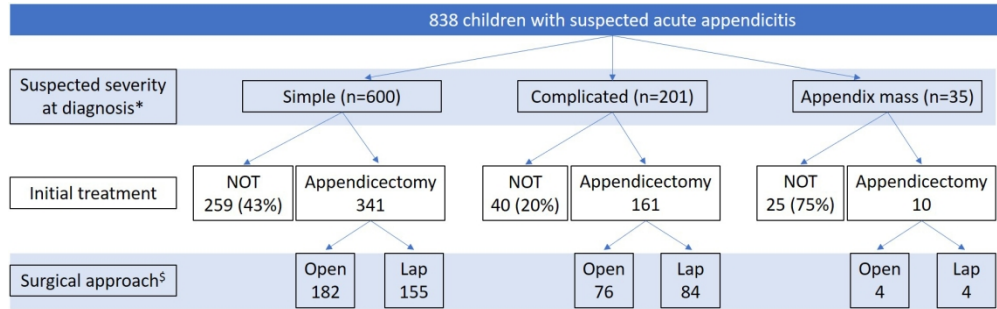 838 children with suspected acute appendicitis
Suspected severity
at diagnosis*
Simple (n=600)
Complicated (n=201)
Appendix mass (n=35)
Initial treatment
NOT
259 (43%)
Appendicectomy
341
NOT
40 (20%)
Appendicectomy
161
NOT
25 (75%)
Appendicectomy
10
Surgical approach$
Open
182
Lap
155
Open
76
Lap
84
Open
4
Lap
4